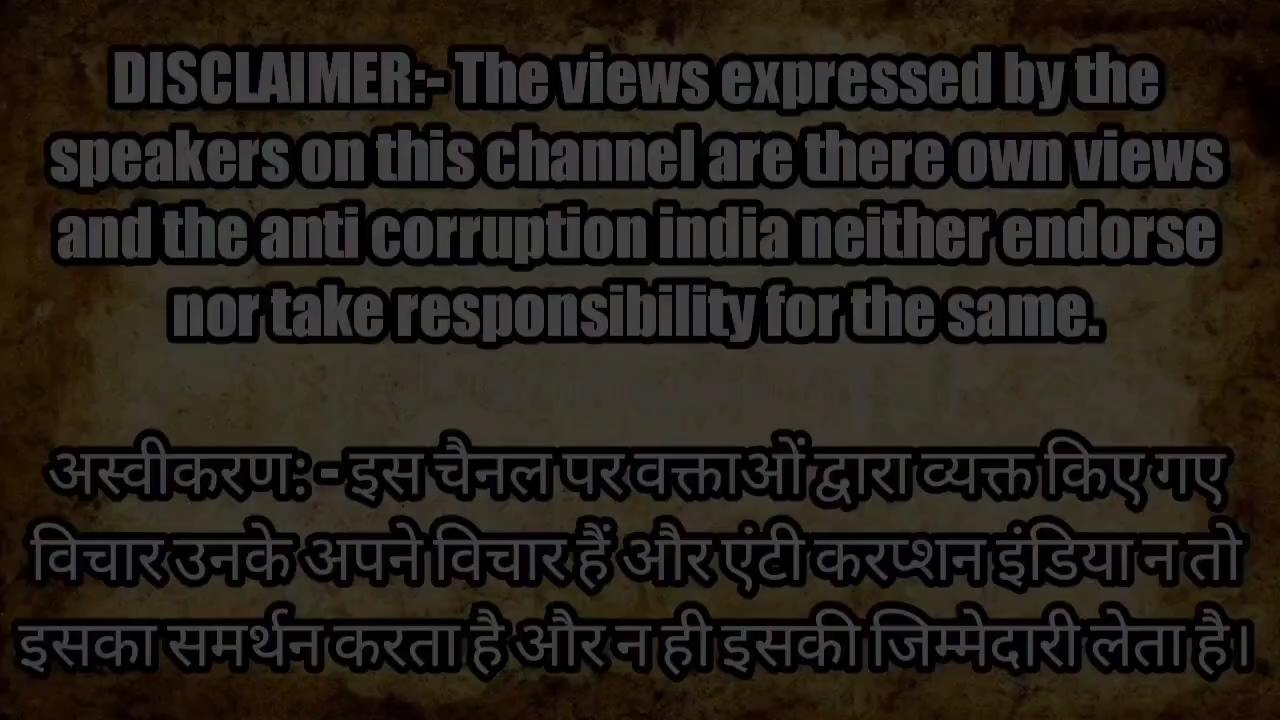 DISCLAIMER:- The views expressed by the
speakers on this channel are there own views
and the anti corruption india neither endorse
nor take responsibility for the same.
अस्वीकरण: - इस चैनल पर वक्ताओं द्वारा व्यक्त किए गए
विचार उनके अपने विचार हैं और एंटी करप्शन इंडिया न तो
इसका समर्थन करता है और न ही इसकी जिम्मेदारी लेता है।